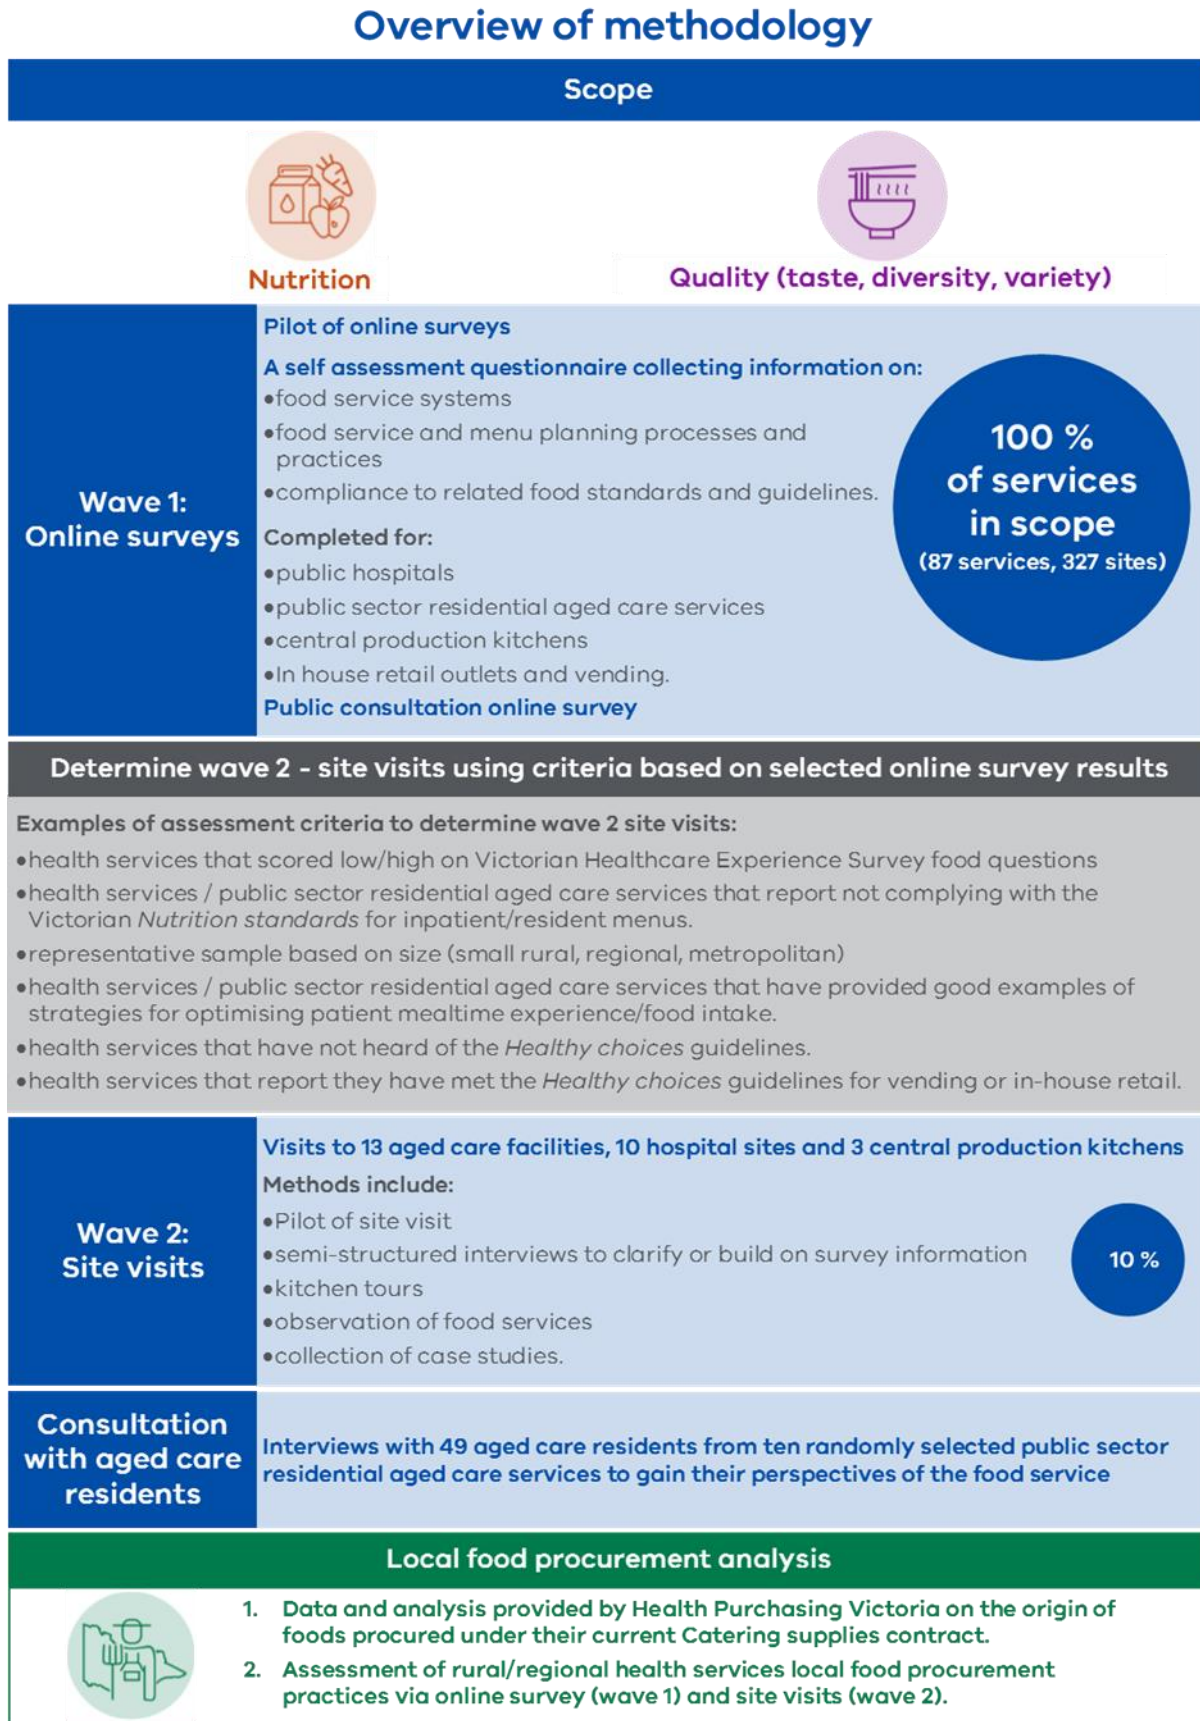 Overview of methodology
Scope
Nutrition
Quality (taste, diversity, variety)
Wave 1:
Online surveys
Pilot of online surveys
A self assessment questionnaire collecting information on:
•food service systems
•food service and menu planning processes and
practices
•compliance to related food standards and guidelines.
Completed for:
•public hospitals
•public sector residential aged care services
•central production kitchens
•In house retail outlets and vending.
Public consultation online survey
100 %
of services
in scope
(87 services, 327 sites)
Determine wave 2 - site visits using criteria based on selected online survey results
Examples of assessment criteria to determine wave 2 site visits:
•health services that scored low/high on Victorian Healthcare Experience Survey food questions
•health services / public sector residential aged care services that report not complying with the
Victorian Nutrition standards for inpatient/resident menus.
•representative sample based on size (small rural, regional, metropolitan)
•health services / public sector residential aged care services that have provided good examples of
strategies for optimising patient mealtime experience/food intake.
•health services that have not heard of the Healthy choices guidelines.
•health services that report they have met the Healthy choices guidelines for vending or in-house retail.
Wave 2:
Site visits
Visits to 13 aged care facilities, 10 hospital sites and 3 central production kitchens
Methods include:
•Pilot of site visit
•semi-structured interviews to clarify or build on survey information
•kitchen tours
•observation of food services
•collection of case studies.
10 %
Consultation
with aged care
residents
Interviews with 49 aged care residents from ten randomly selected public sector
residential aged care services to gain their perspectives of the food service
Local food procurement analysis
1. Data and analysis provided by Health Purchasing Victoria on the origin of
foods procured under their current Catering supplies contract.
2. Assessment of rural/regional health services local food procurement
practices via online survey (wave 1) and site visits (wave 2).